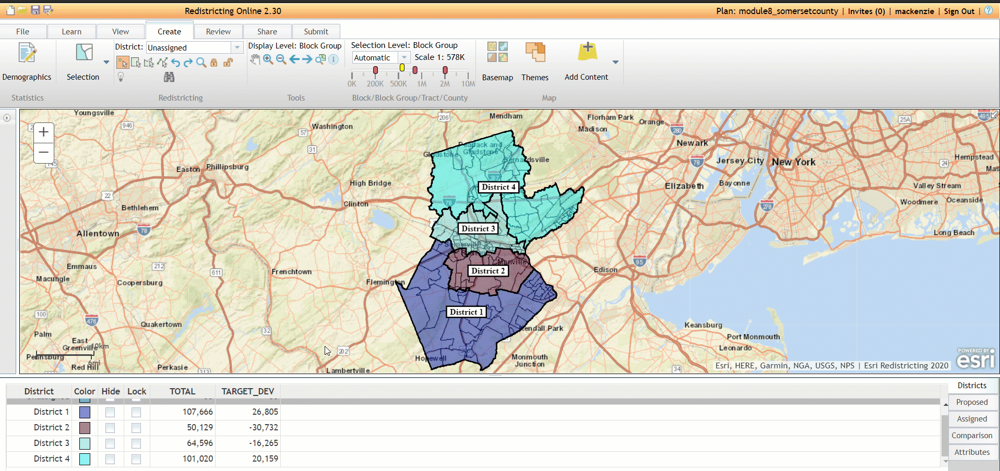 Redistricting Online 2.30
Plan: module8_somersetcounty | Invites (0) | mackenzie | Sign Out |
File Learn View Create Review Share Submit
District: Unassigned
Display Level: Block Group
Selection Level: Block Group
Automatic Scale 1: 578K
0K 200K 500K 1M 2M 10M
Demographics Selection Basemap Themes Add Content
Statistics Redistricting Tools Block/Block Group/Tract/County Map
Youngsville
946
57
Washington
31
206
Mendham
Florham Park
Madison
Orange
280
25A
495
Newark
Peapack and
Gladstone
Gladstone
Bernardsville
287
Easton
Phillipsburg
78
Jersey City
New York
Hempstead
24
High Bridge
District 4
Elizabeth
Bayonne
Valley Stream
22
Bethlehem
Clinton
78
278
Woodmere
Oceanside
Allentown
78
District 3
Long Beach
Somerville
Emmaus
212
Macungie
611
Frenchtown
Coopersburg
Flemington
Manville
District 2
95
Edison
100
476
Quakertown
District 1
Kendall Park
Keansburg
Palm
32
Port Monmouth
East
Greenville
10km
Leonardo
202
Pennsburg
6mi
Red Hill
Perkasie
313
Lambertville
Hopewell
Monmouth
Junction
34
Esri, HERE, Garmin, NGA, USGS, NPS | Esri Redistricting 2020
POWERED BY
esri
District Color Hide Lock TOTAL TARGET_DEV
District 1 107,666 26,805
District 2 50,129 -30,732
District 3 64,596 -16,265
District 4 101,020 20,159
Districts
Proposed
Assigned
Comparison
Attributes